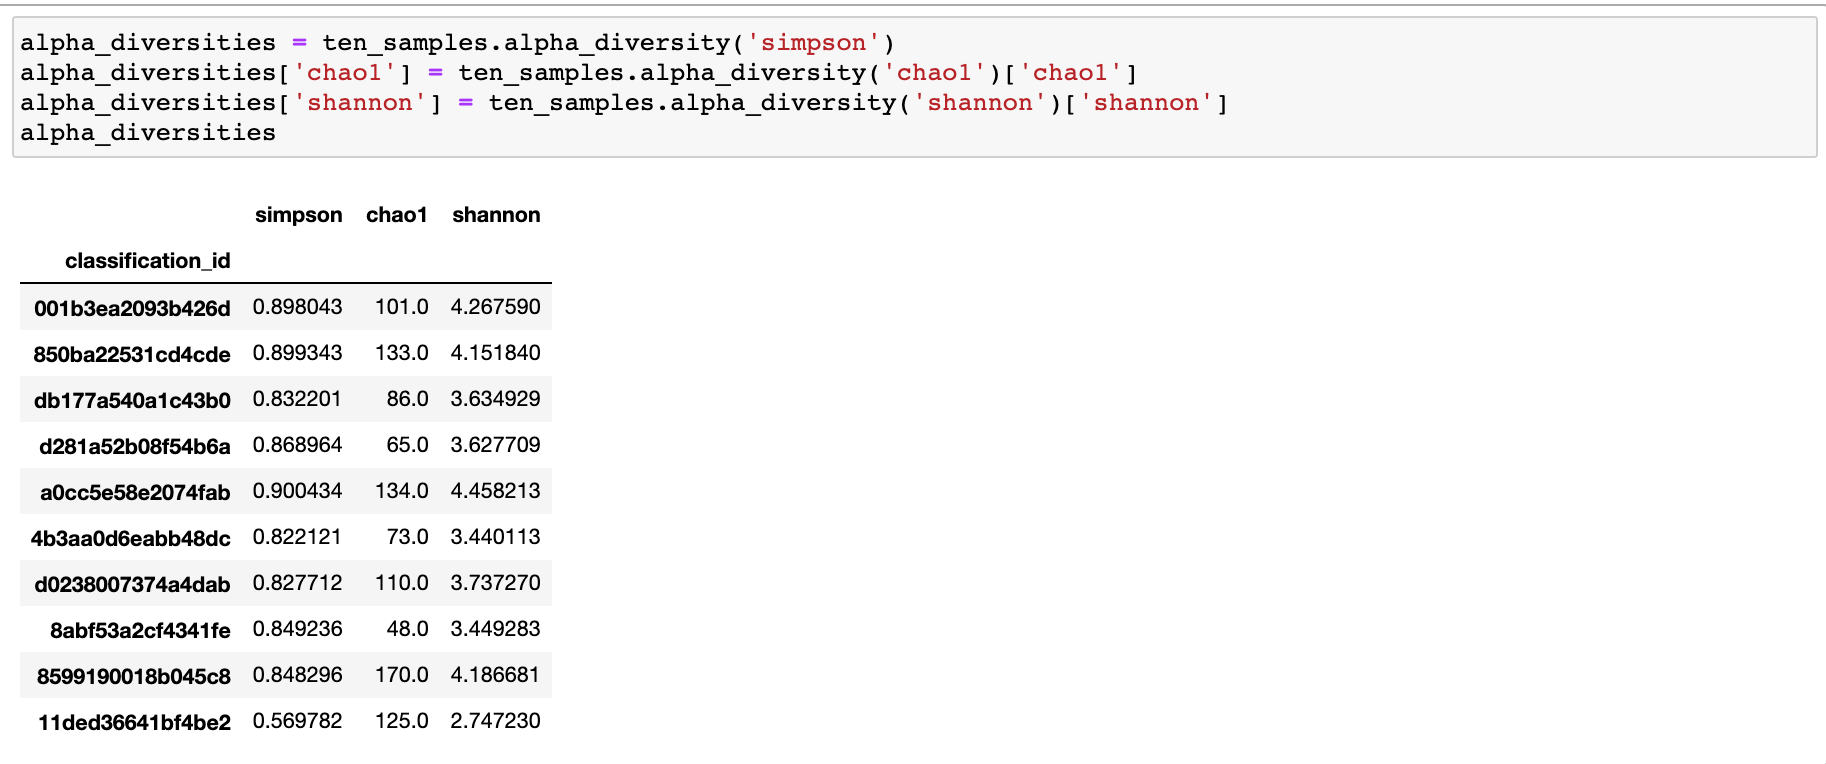 alpha_diversities = ten_samples.alpha_diversity('simpson')
alpha_diversities['chao1'] = ten_samples.alpha_diversity('chao1')['chao1']
alpha_diversities['shannon'] = ten_samples.alpha_diversity('shannon')['shannon']
alpha_diversities
simpson chao1 shannon
classification_id
001b3ea2093b426d 0.898043 101.0 4.267590
850ba22531cd4cde 0.899343 133.0 4.151840
db177a540a1c43b0 0.832201 86.0 3.634929
d281a52b08f54b6a 0.868964 65.0 3.627709
a0cc5e58e2074fab 0.900434 134.0 4.458213
4b3aa0d6eabb48dc 0.822121 73.0 3.440113
d0238007374a4dab 0.827712 110.0 3.737270
8abf53a2cf4341fe 0.849236 48.0 3.449283
8599190018b045c8 0.848296 170.0 4.186681
11ded36641bf4be2 0.569782 125.0 2.747230